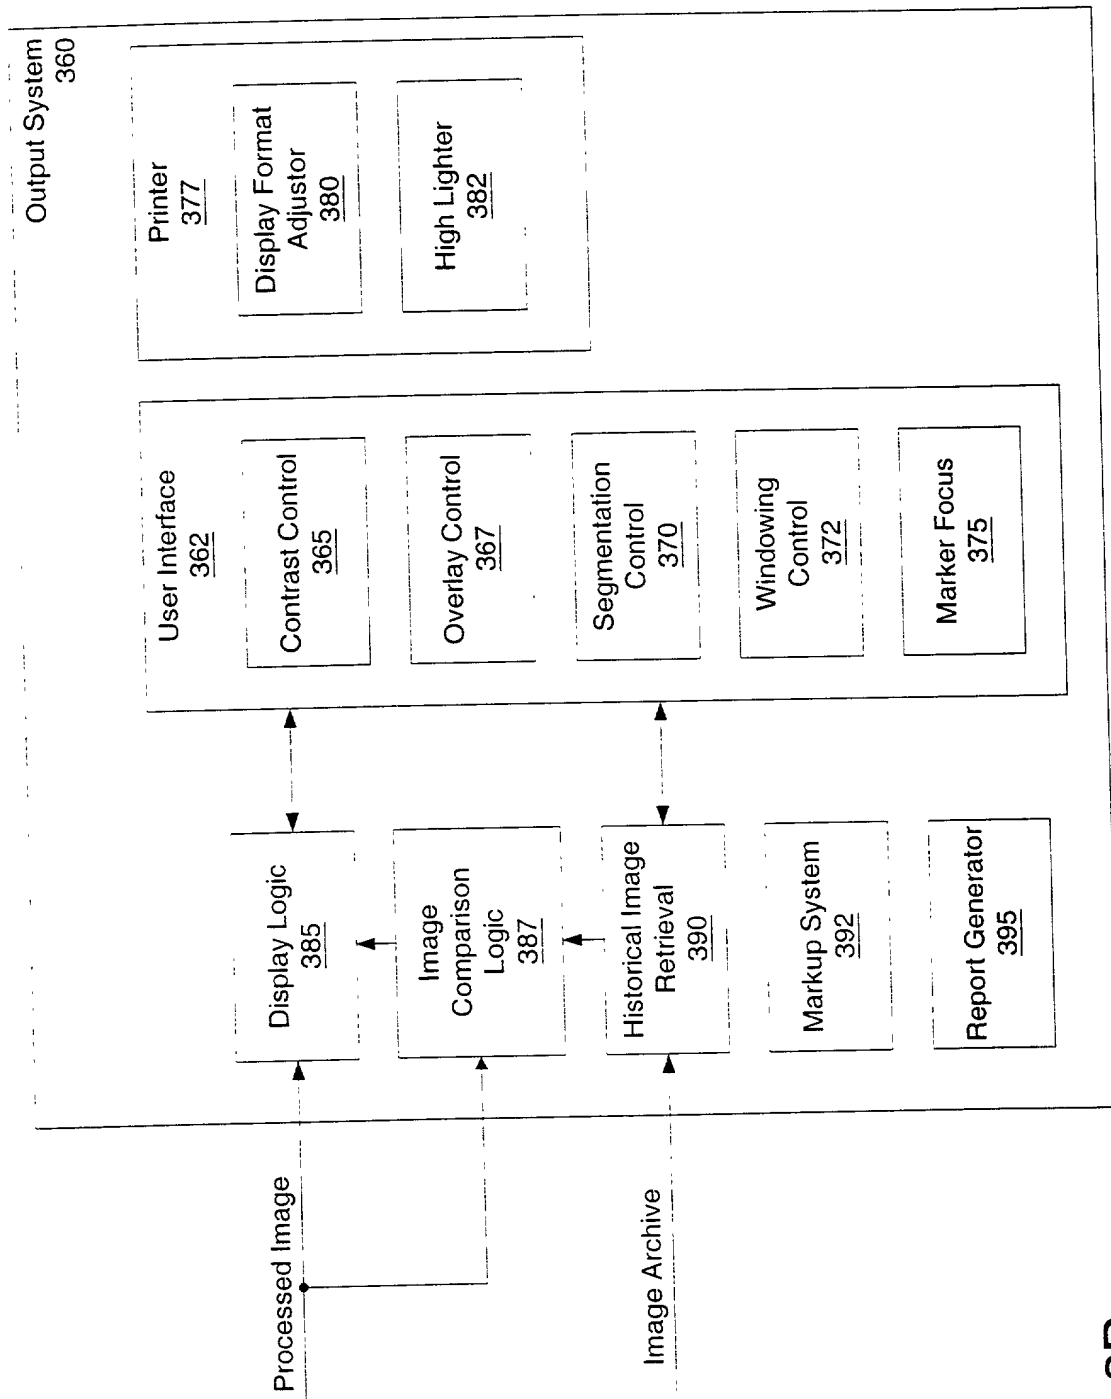 Output System
360
Processed Image
Image Archive
Display Logic
385
Image
Comparison
Logic
387
Historical Image
Retrieval
390
Markup System
392
Report Generator
395
User Interface
362
Contrast Control
365
Overlay Control
367
Segmentation
Control
370
Windowing
Control
372
Marker Focus
375
Printer
377
Display Format
Adjustor
380
High Lighter
382